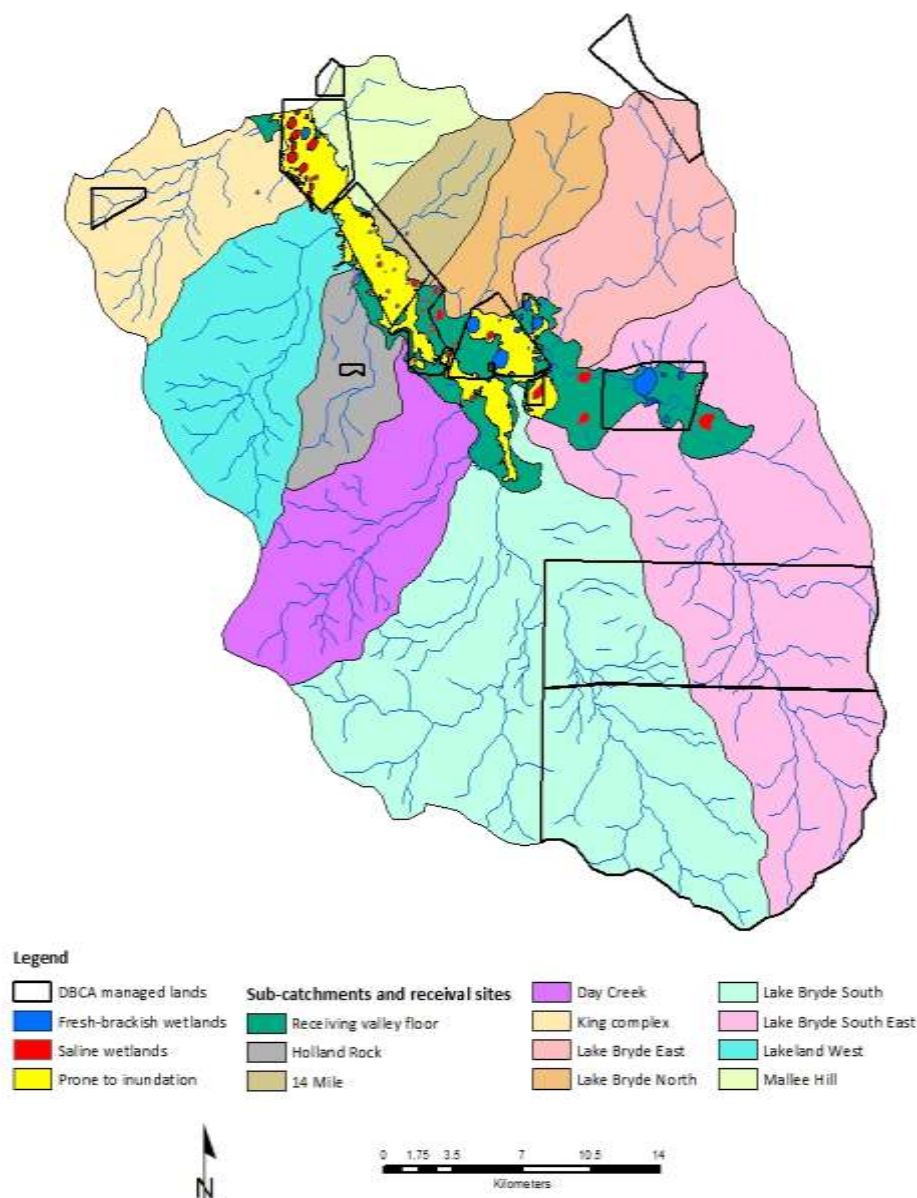 Legend
DBCA managed lands
Fresh-brackish wetlands
Saline wetlands
Prone to inundation
Sub-catchments and receival sites
Receiving valley floor
Holland Rock
14 Mile
Day Creek
King complex
Lake Bryde East
Lake Bryde North
Lake Bryde South
Lake Bryde South East
Lakeland West
Mallee Hill
N
0 1.75 3.5 7 10.5 14
Kilometers